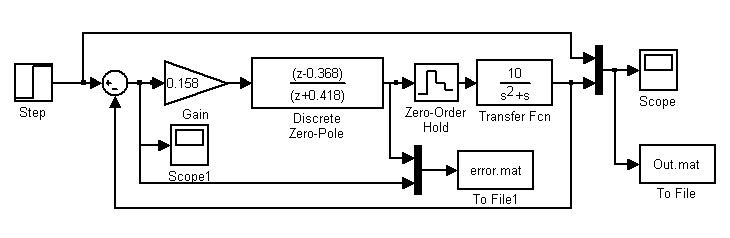 Step
+
-
0.158
Gain
(z-0.368)
(z+0.418)
Discrete
Zero-Pole
Zero-Order
Hold
10
s2+s
Transfer Fcn
Scope
Scope1
error.mat
To File1
Out.mat
To File